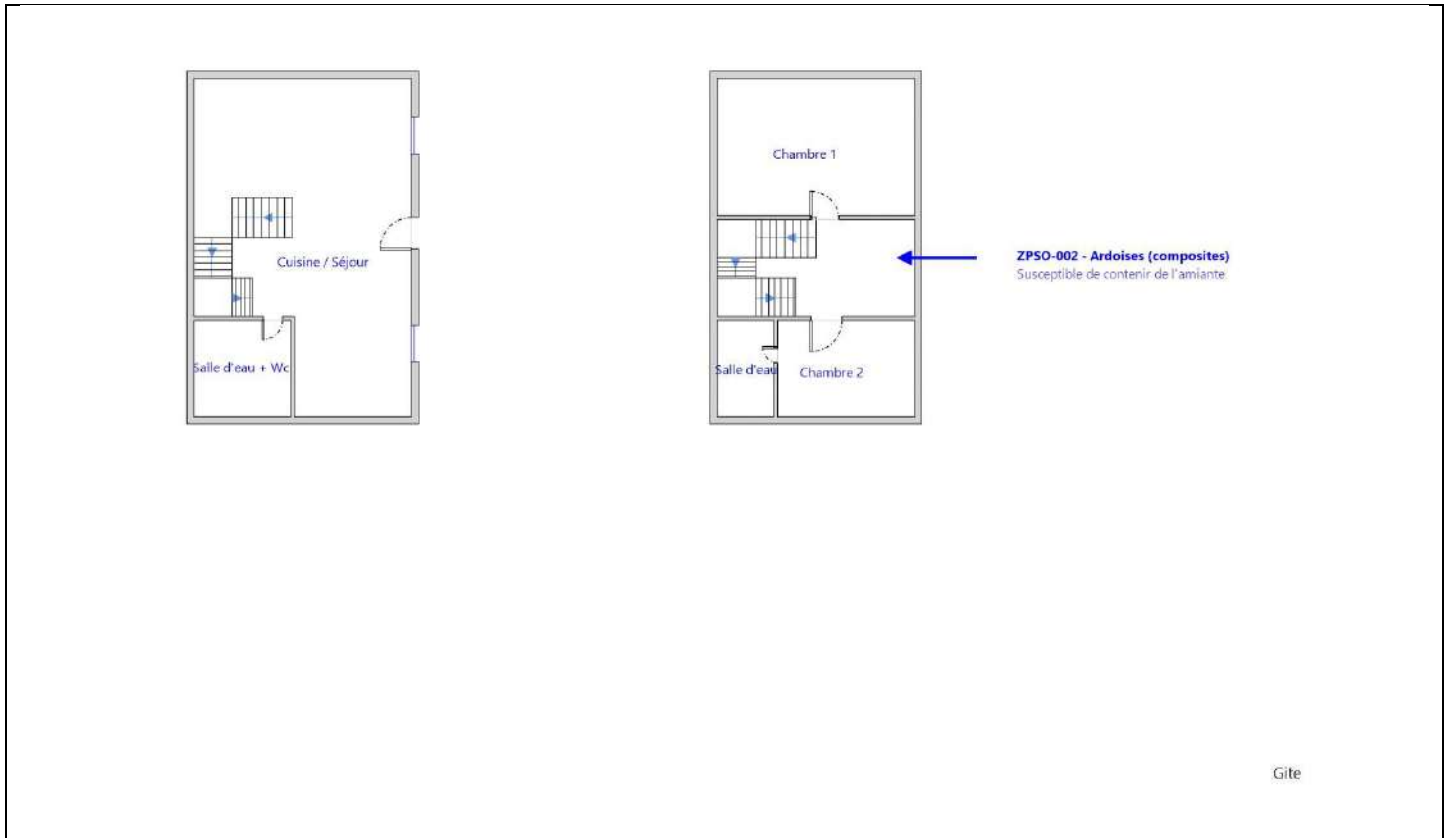 Chambre 1
Cuisine / Séjour
ZPSO-002 - Ardoises (composites)
Susceptible de contenir de l'amiante
Salle d'eau + Wc
Salle d'eau
Chambre 2
Gite